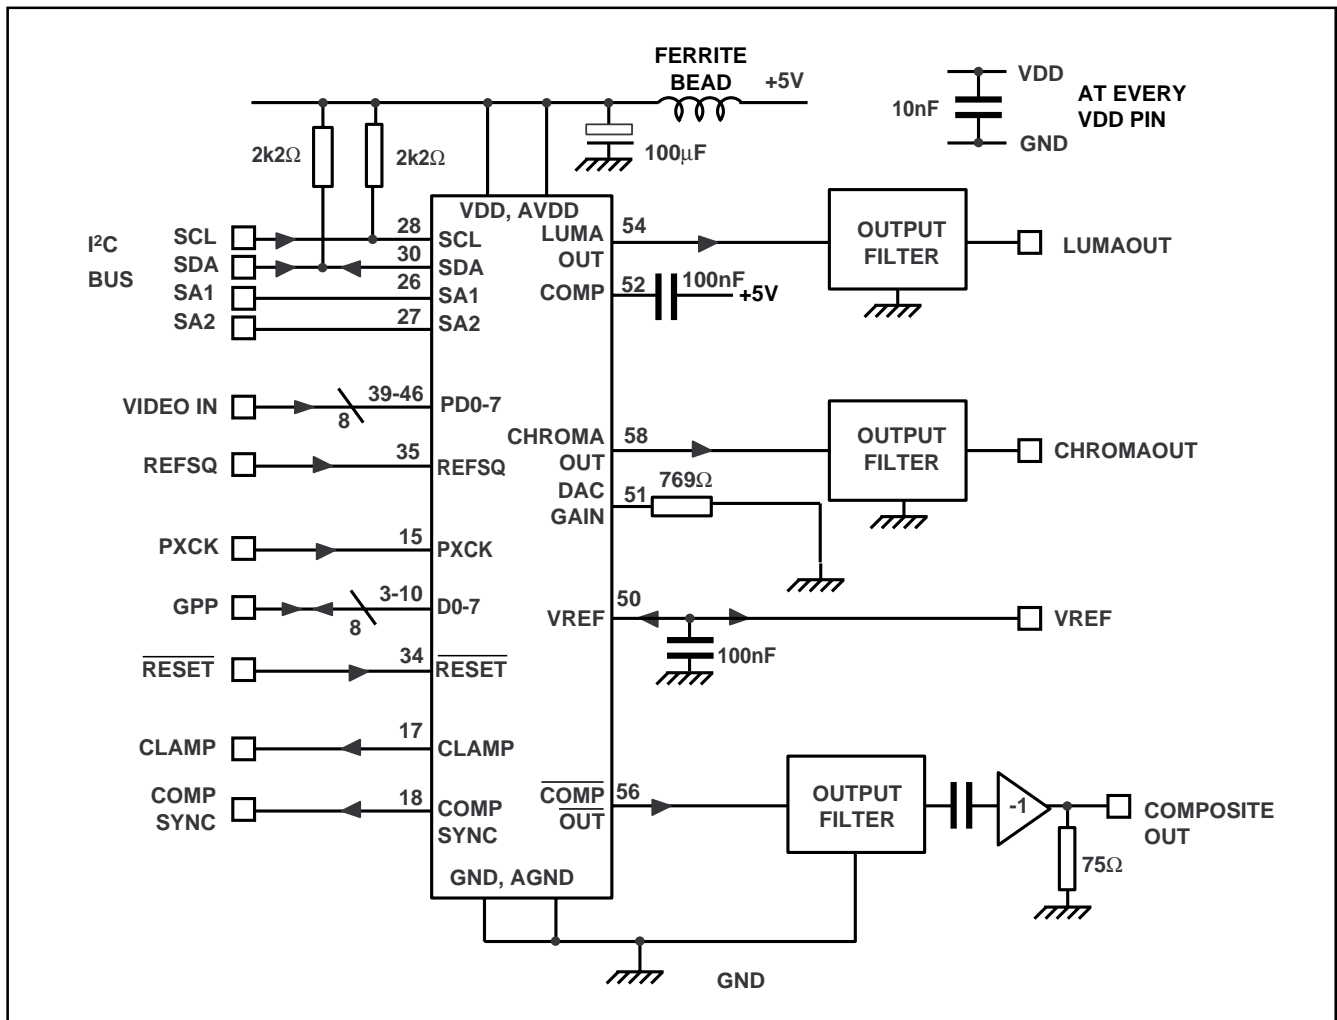 FERRITE
BEAD
+5V
VDD
10nF
AT EVERY
VDD PIN
GND
2k2Ω
2k2Ω
100μF
VDD, AVDD
I²C
BUS
SCL
28
SCL
SDA
30
SDA
SA1
26
SA1
SA2
27
SA2
LUMA
OUT
54
OUTPUT
FILTER
LUMAOUT
COMP
52
100nF
+5V
VIDEO IN
8
39-46
PD0-7
REFSQ
35
REFSQ
CHROMA
OUT
58
OUTPUT
FILTER
CHROMAOUT
DAC
GAIN
51
769Ω
PXCK
15
PXCK
GPP
8
3-10
D0-7
VREF
50
VREF
100nF
RESET
34
RESET
CLAMP
17
CLAMP
COMP
SYNC
18
COMP
SYNC
COMP
OUT
56
OUTPUT
FILTER
-1
COMPOSITE
OUT
75Ω
GND, AGND
GND